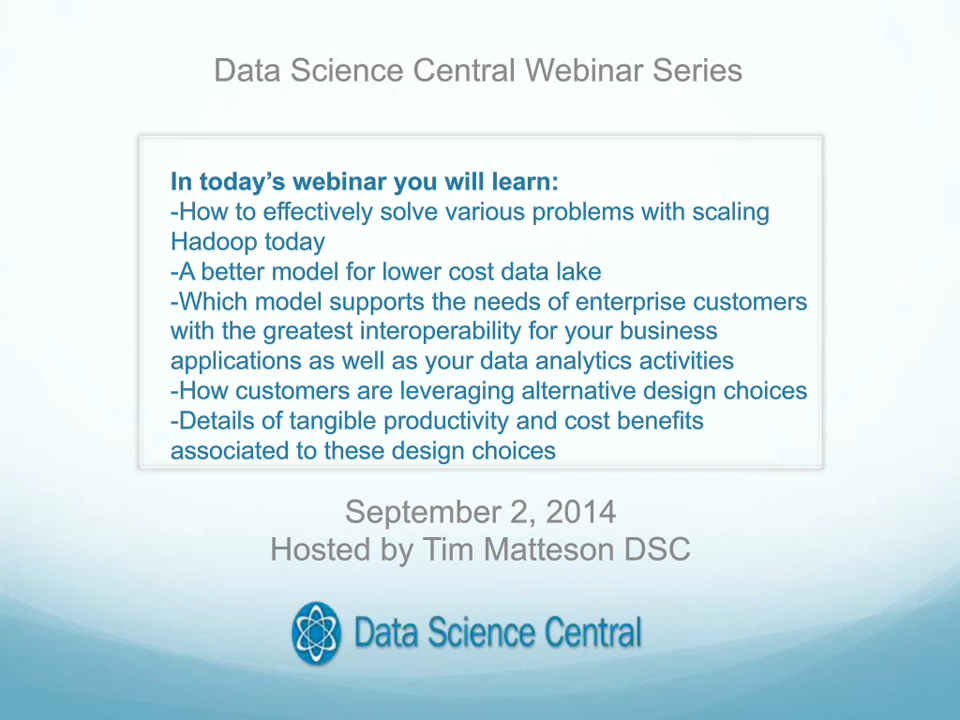 Data Science Central Webinar Series
In today’s webinar you will learn:
-How to effectively solve various problems with scaling
Hadoop today
-A better model for lower cost data lake
-Which model supports the needs of enterprise customers
with the greatest interoperability for your business
applications as well as your data analytics activities
-How customers are leveraging alternative design choices
-Details of tangible productivity and cost benefits
associated to these design choices
September 2, 2014
Hosted by Tim Matteson DSC
Data Science Central